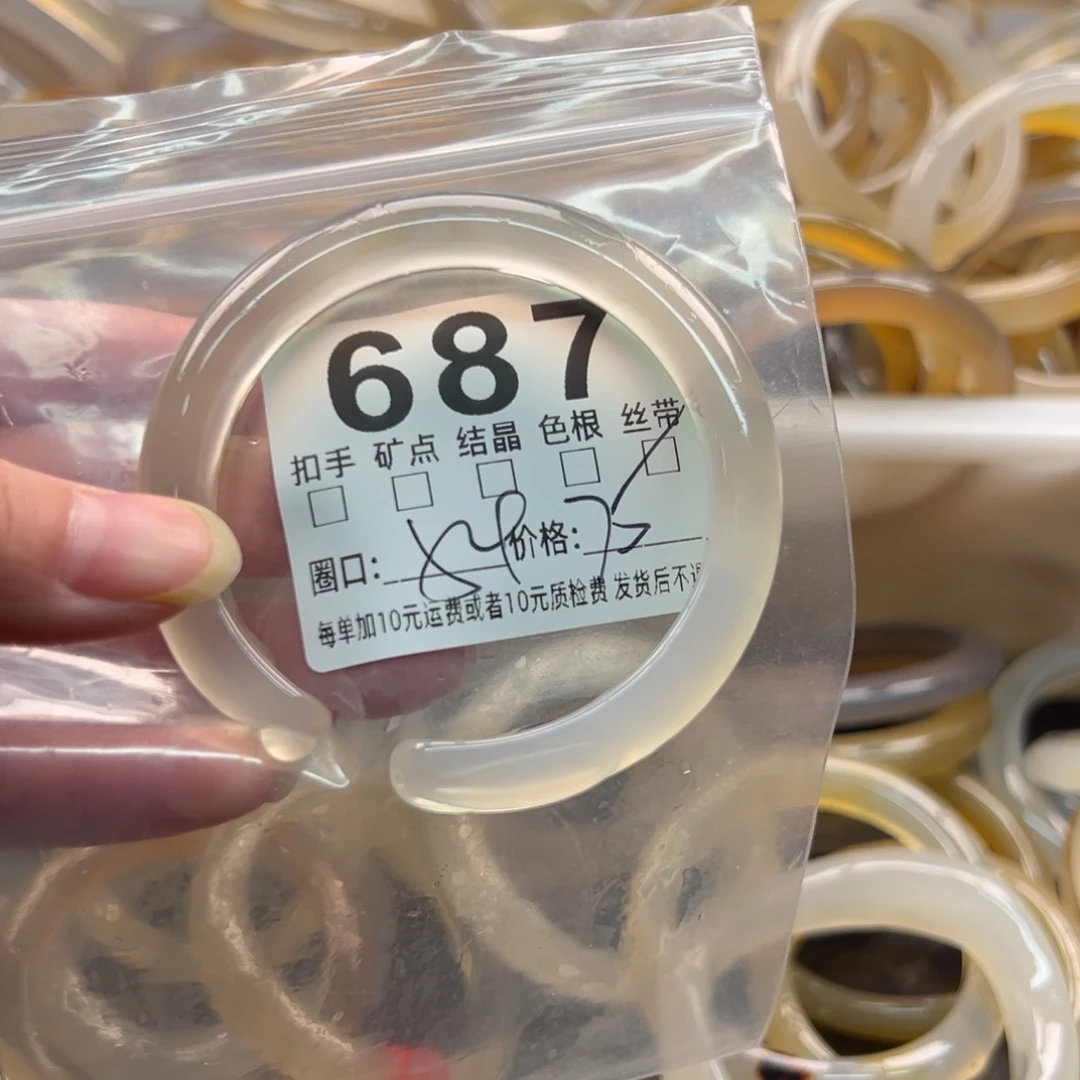 687
扣手 矿点 结晶 色根 丝带
圈口: 价格: 75
每单加10元运费或者10元质检费 发货后不